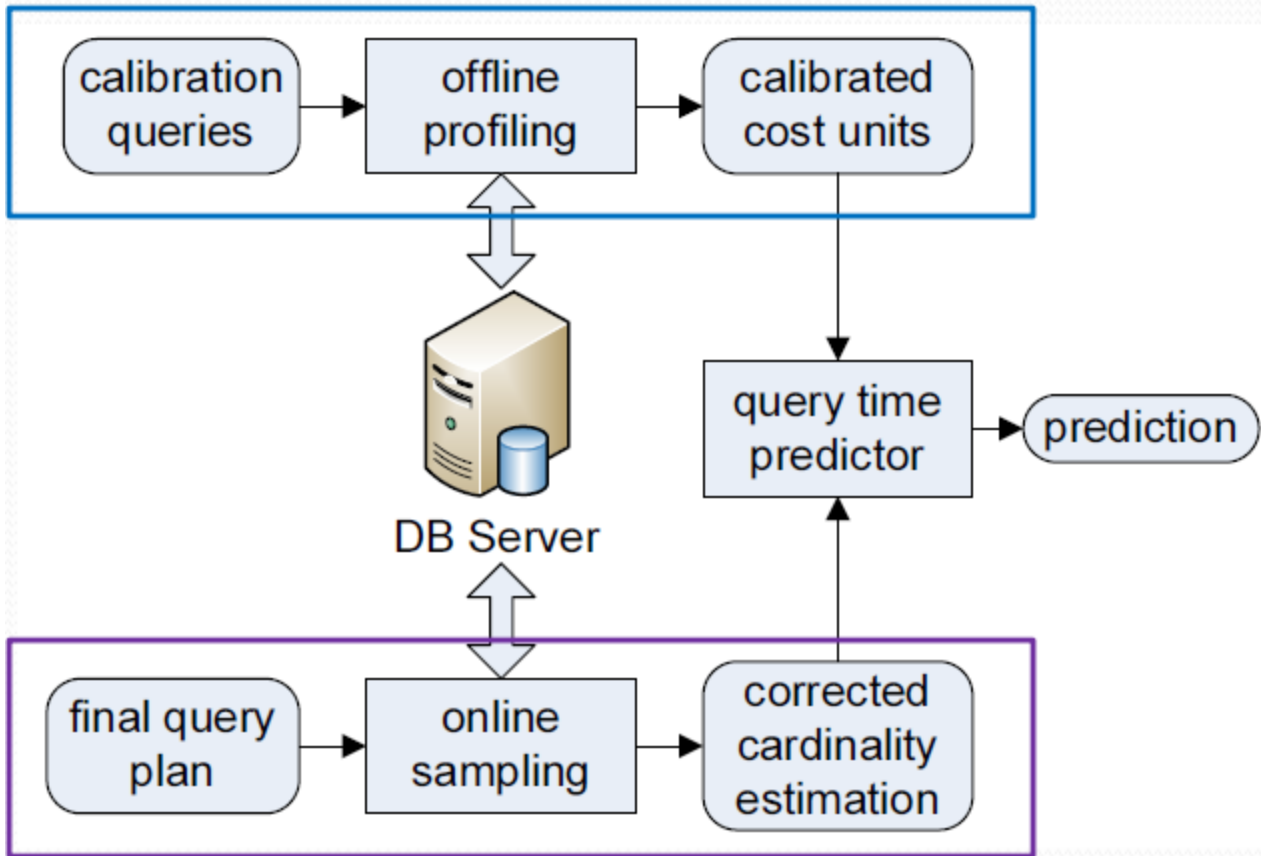 calibration
queries
offline
profiling
calibrated
cost units
DB Server
query time
predictor
prediction
final query
plan
online
sampling
corrected
cardinality
estimation